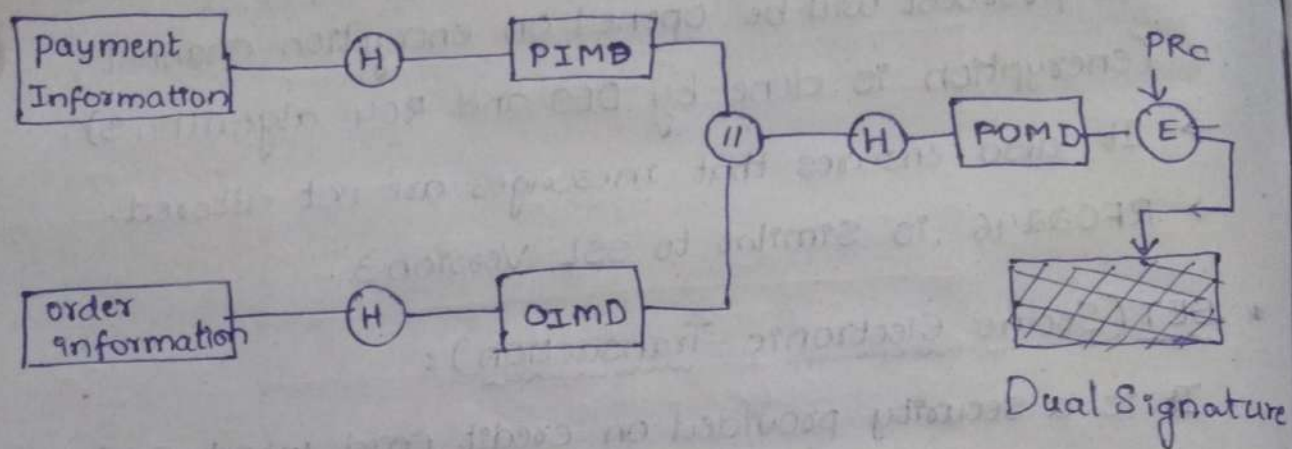 payment
Information
H
PIMD
PRc
//
H
POMD
E
order
information
H
OIMD
Dual Signature